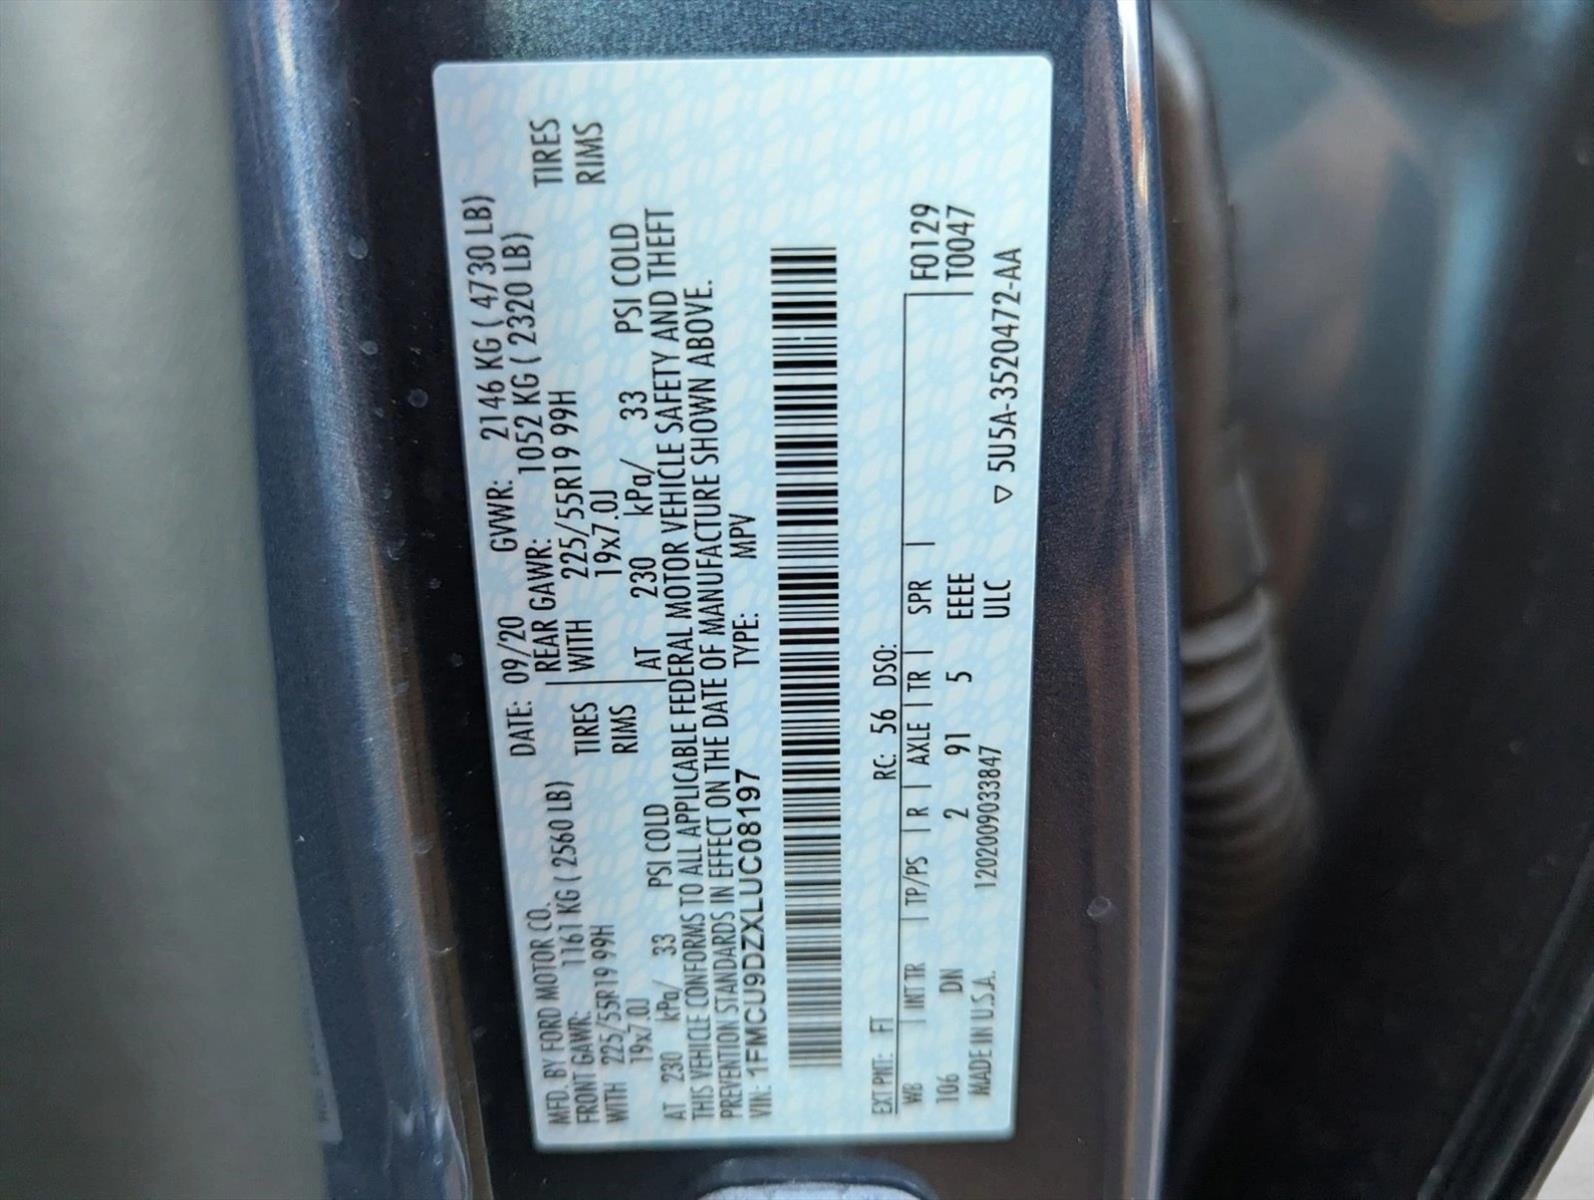 MFD. BY FORD MOTOR CO. DATE: 09/20 GVWR: 2146 KG ( 4730 LB)
FRONT GAWR: 1161 KG ( 2560 LB) REAR GAWR: 1052 KG ( 2320 LB)
WITH 225/55R19 99H TIRES WITH 225/55R19 99H TIRES
19x7.0J RIMS 19x7.0J RIMS
AT 230 kPa/ 33 PSI COLD AT 230 kPa/ 33 PSI COLD
THIS VEHICLE CONFORMS TO ALL APPLICABLE FEDERAL MOTOR VEHICLE SAFETY AND THEFT
PREVENTION STANDARDS IN EFFECT ON THE DATE OF MANUFACTURE SHOWN ABOVE.
VIN: 1FMCU9DZXLUC08197 TYPE: MPV
EXT PNT: FT RC: 56 DSO:
WB | INT TR | TP/PS | R | AXLE | TR | SPR | F0129
106 DN 2 91 5 EEEE T0047
MADE IN U.S.A. 1202009033847 ULC
▽ 5U5A-3520472-AA